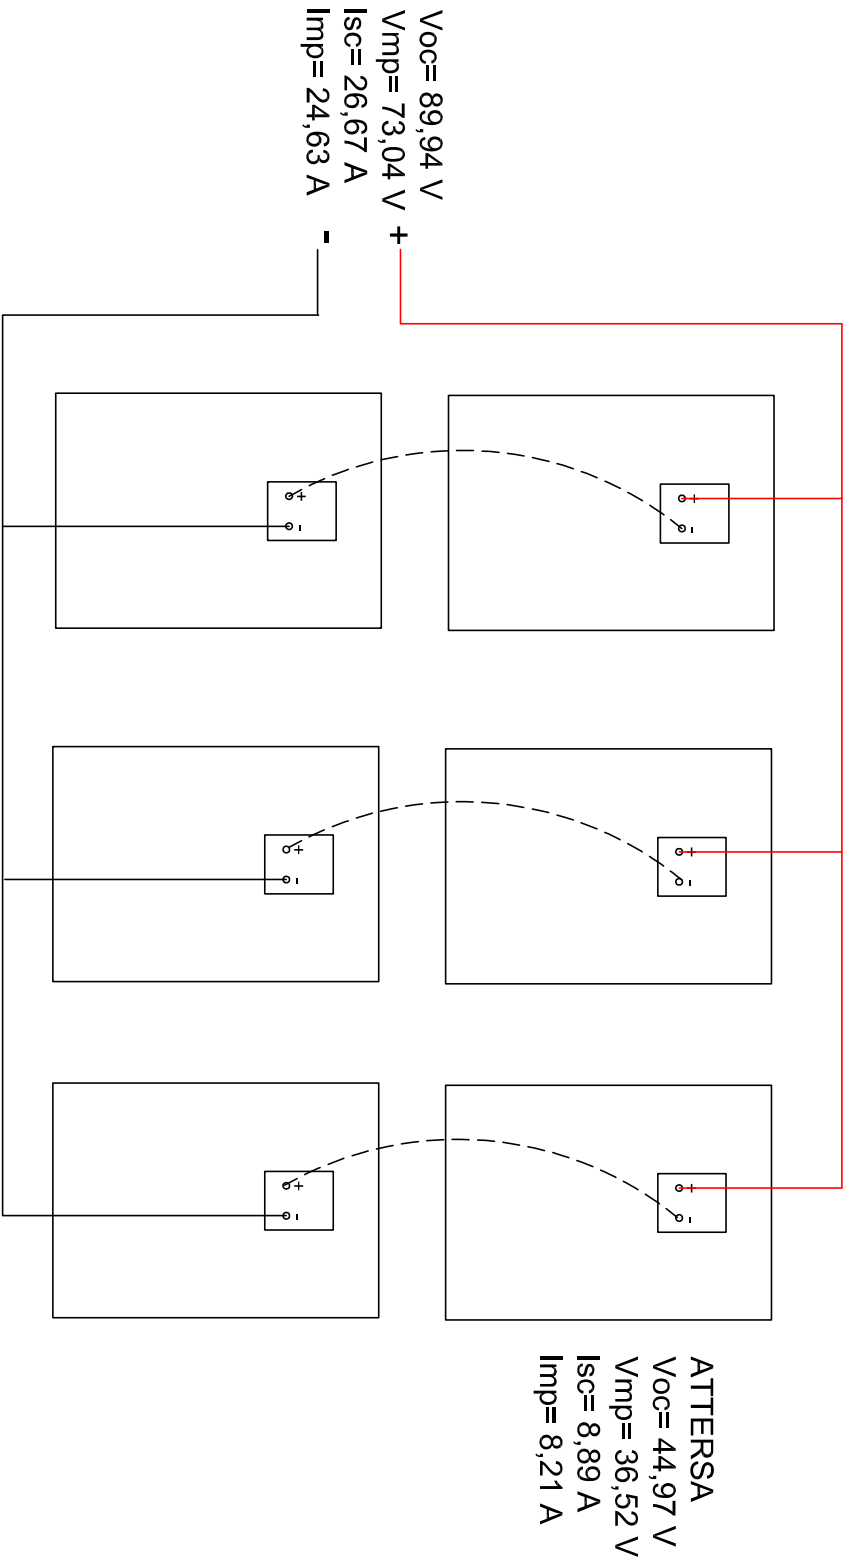 Voc= 89,94 V
Vmp= 73,04 V
Isc= 26,67 A
Imp= 24,63 A
+
-
+
-
+
-
+
-
+
-
+
-
+
-
ATTERSA
Voc= 44,97 V
Vmp= 36,52 V
Isc= 8,89 A
Imp= 8,21 A